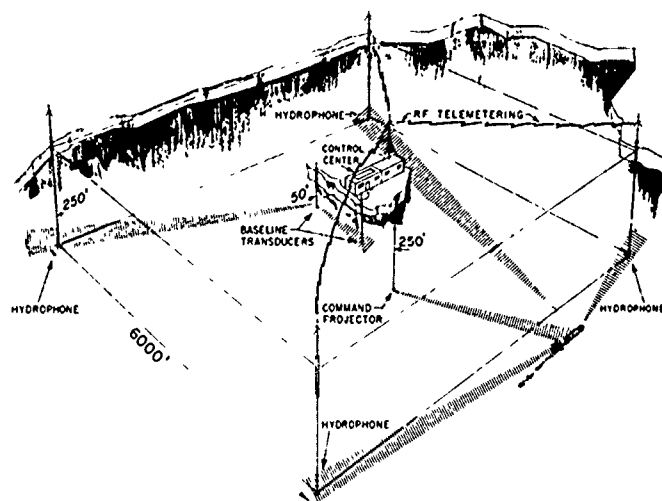 HYDROPHONE
RF TELEMETERING
CONTROL
CENTER
250'
50'
BASELINE
TRANSDUCERS
250'
HYDROPHONE
COMMAND
PROJECTOR
HYDROPHONE
6000'
HYDROPHONE